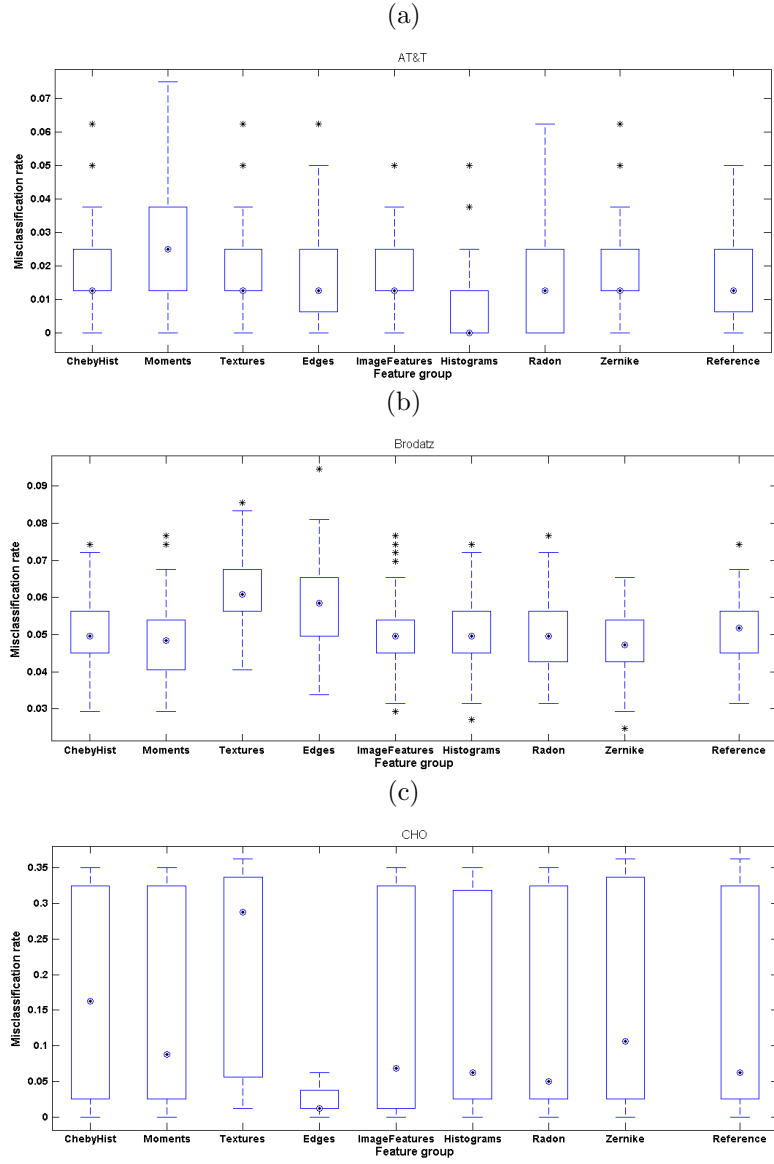 (a)
AT&T
Misclassification rate
0.07
0.06
0.05
0.04
0.03
0.02
0.01
0
ChebyHist Moments Textures Edges ImageFeatures Histograms Radon Zernike Reference
Feature group
(b)
Brodatz
Misclassification rate
0.09
0.08
0.07
0.06
0.05
0.04
0.03
ChebyHist Moments Textures Edges ImageFeatures Histograms Radon Zernike Reference
Feature group
(c)
CHO
Misclassification rate
0.35
0.3
0.25
0.2
0.15
0.1
0.05
0
ChebyHist Moments Textures Edges ImageFeatures Histograms Radon Zernike Reference
Feature group